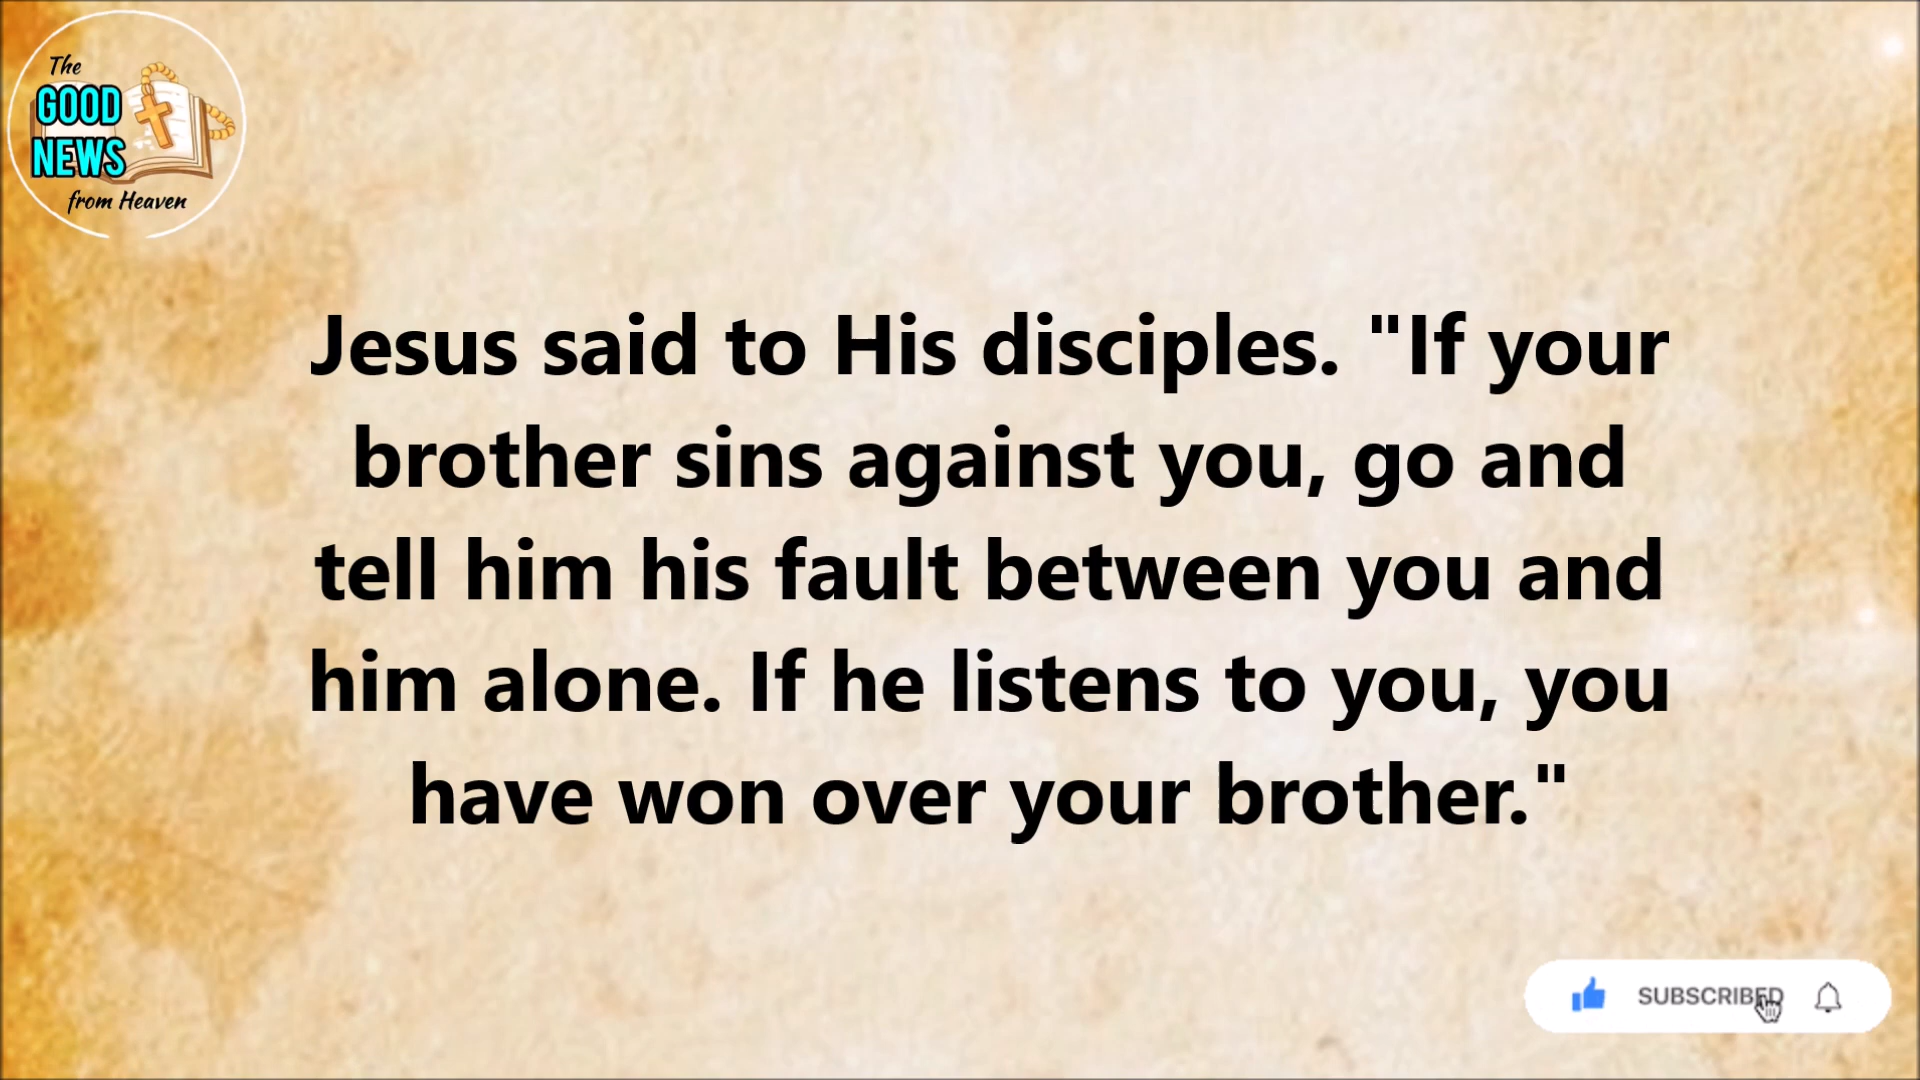 The
GOOD
NEWS
from Heaven
Jesus said to His disciples. "If your
brother sins against you, go and
tell him his fault between you and
him alone. If he listens to you, you
have won over your brother."
SUBSCRIBED